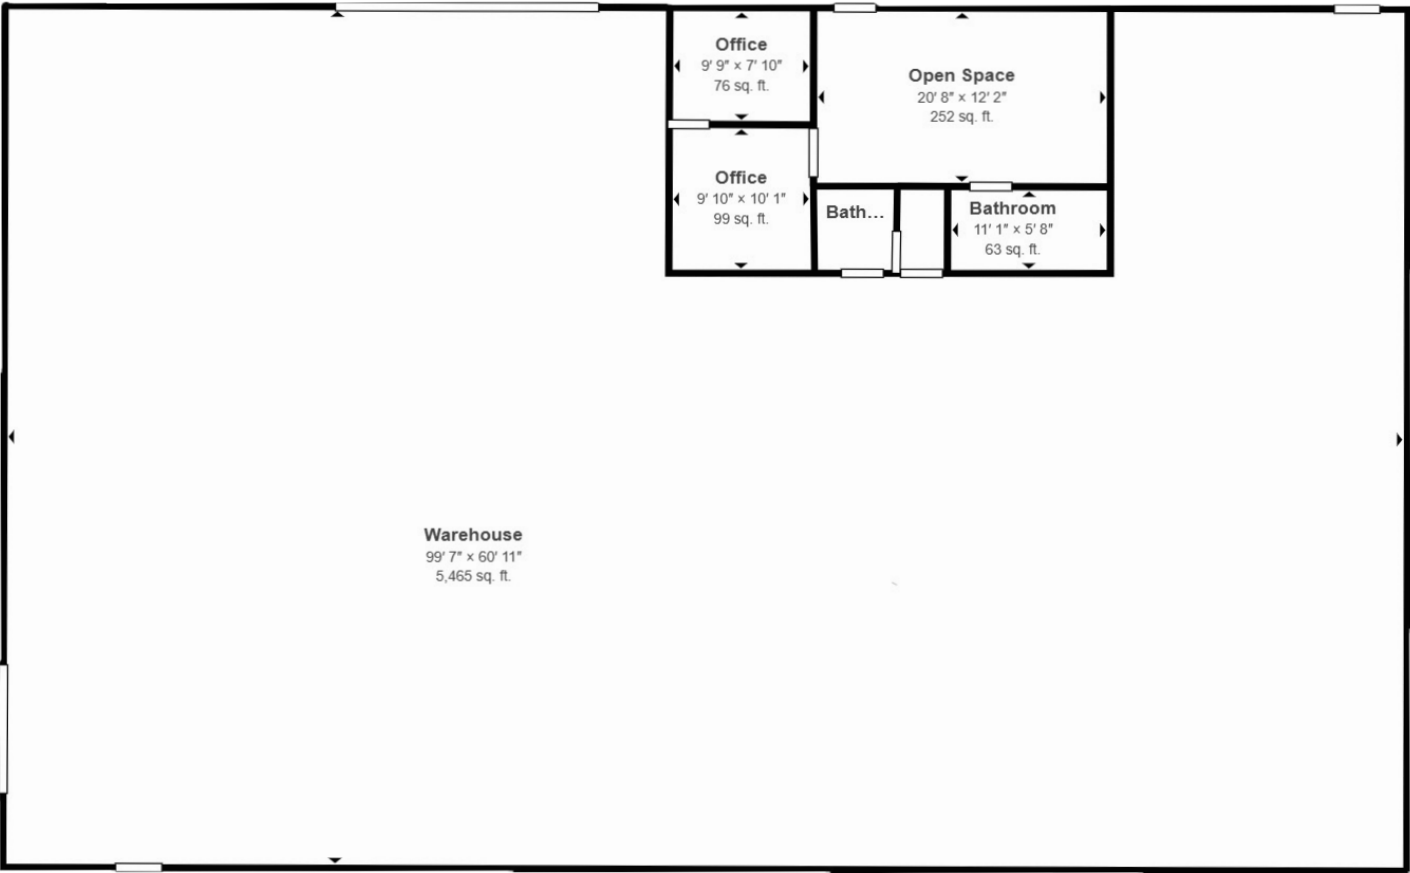 Office
9' 9" × 7' 10"
76 sq. ft.
Open Space
20' 8" × 12' 2"
252 sq. ft.
Office
9' 10" × 10' 1"
99 sq. ft.
Bath...
Bathroom
11' 1" × 5' 8"
63 sq. ft.
Warehouse
99' 7" × 60' 11"
5,465 sq. ft.